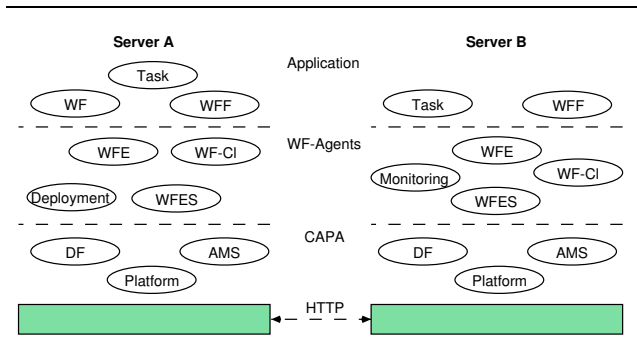 Server A
Server B
Application
Task
WF
WFF
Task
WFF
WF-Agents
WFE
WF-Cl
WFE
WF-Cl
Monitoring
Deployment
WFES
WFES
CAPA
DF
AMS
DF
AMS
Platform
Platform
HTTP